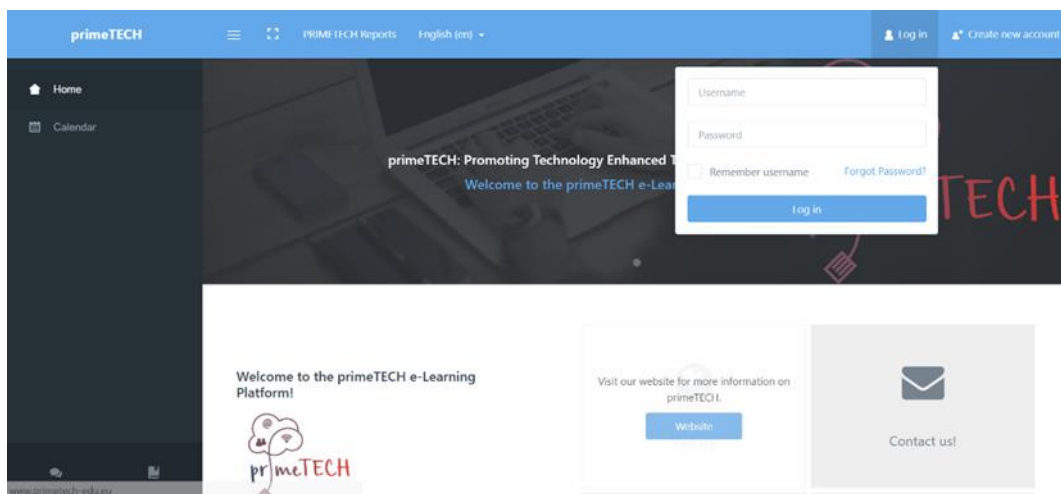 primeTECH
PRIMETECH Reports
English (en)
Log in
Create new account
Home
Calendar
Username
Password
Remember username
Forgot Password?
Log in
primeTECH: Promoting Technology Enhanced T
Welcome to the primeTECH e-Lear
TECH
Welcome to the primeTECH e-Learning
Platform!
primeTECH
Visit our website for more information on
primeTECH.
Website
Contact us!
www.primetech-edu.eu